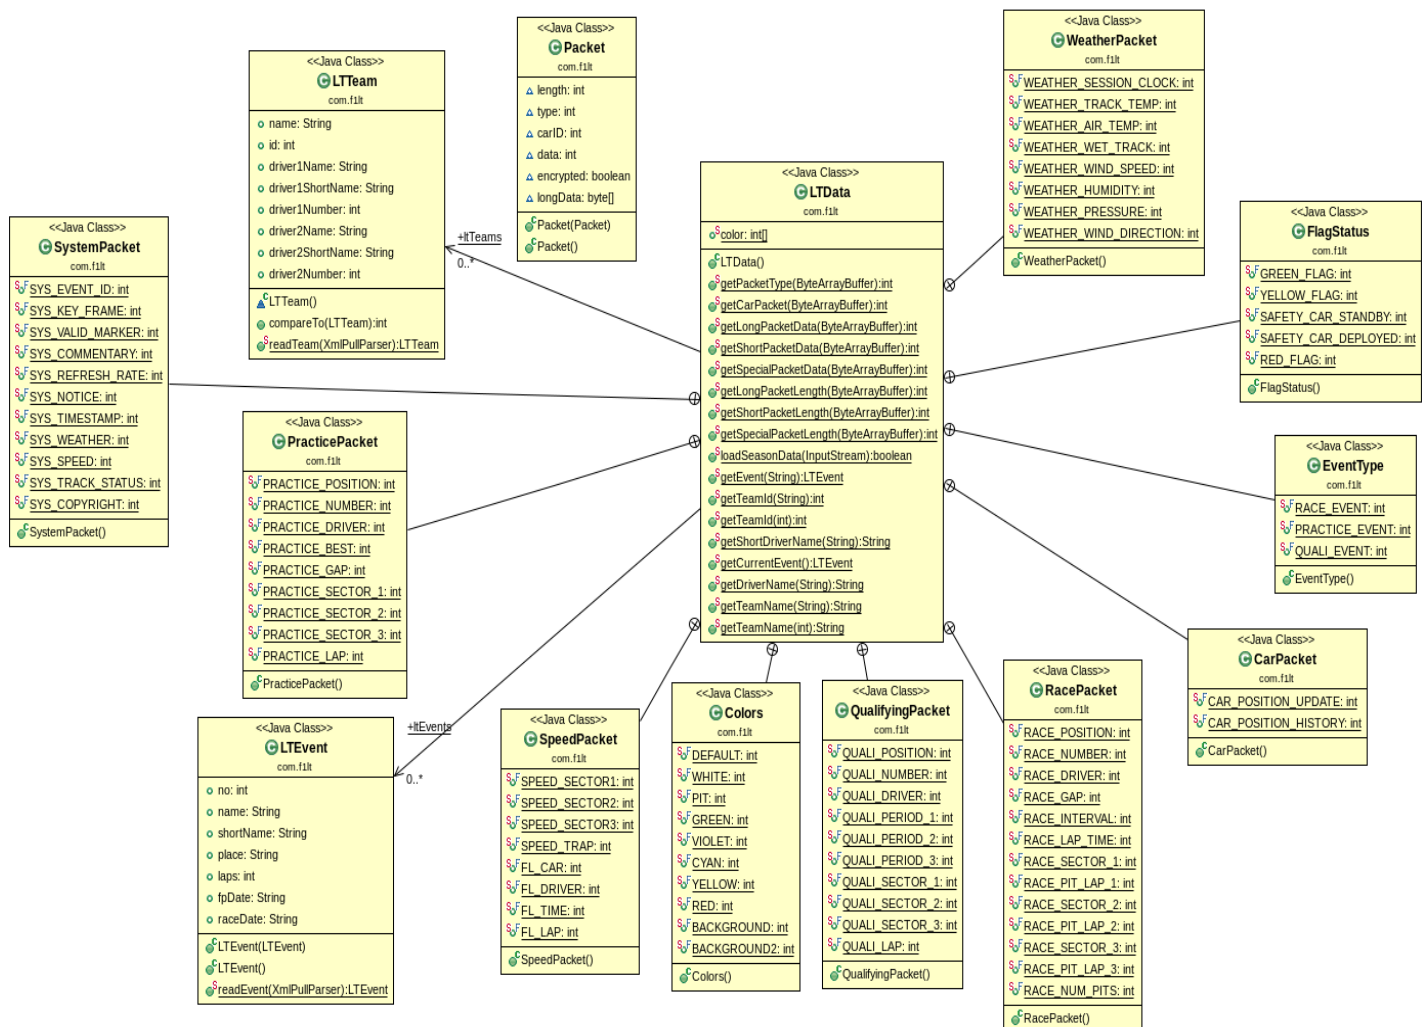 <<Java Class>>
Packet
com.f1lt
length: int
type: int
carID: int
data: int
encrypted: boolean
longData: byte[]
Packet(Packet)
Packet()
<<Java Class>>
WeatherPacket
com.f1lt
WEATHER_SESSION_CLOCK: int
WEATHER_TRACK_TEMP: int
WEATHER_AIR_TEMP: int
WEATHER_WET_TRACK: int
WEATHER_WIND_SPEED: int
WEATHER_HUMIDITY: int
WEATHER_PRESSURE: int
WEATHER_WIND_DIRECTION: int
WeatherPacket()
<<Java Class>>
LTTeam
com.f1lt
name: String
id: int
driver1Name: String
driver1ShortName: String
driver1Number: int
driver2Name: String
driver2ShortName: String
driver2Number: int
LTTeam()
compareTo(LTTeam):int
readTeam(XmlPullParser):LTTeam
+ltTeams
0..*
<<Java Class>>
LTData
com.f1lt
color: int[]
LTData()
getPacketType(ByteArrayBuffer):int
getCarPacket(ByteArrayBuffer):int
getLongPacketData(ByteArrayBuffer):int
getShortPacketData(ByteArrayBuffer):int
getSpecialPacketData(ByteArrayBuffer):int
getLongPacketLength(ByteArrayBuffer):int
getShortPacketLength(ByteArrayBuffer):int
getSpecialPacketLength(ByteArrayBuffer):int
loadSeasonData(InputStream):boolean
getEvent(String):LTEvent
getTeamId(String):int
getTeamId(int):int
getShortDriverName(String):String
getCurrentEvent():LTEvent
getDriverName(String):String
getTeamName(String):String
getTeamName(int):String
<<Java Class>>
FlagStatus
com.f1lt
GREEN_FLAG: int
YELLOW_FLAG: int
SAFETY_CAR_STANDBY: int
SAFETY_CAR_DEPLOYED: int
RED_FLAG: int
FlagStatus()
<<Java Class>>
SystemPacket
com.f1lt
SYS_EVENT_ID: int
SYS_KEY_FRAME: int
SYS_VALID_MARKER: int
SYS_COMMENTARY: int
SYS_REFRESH_RATE: int
SYS_NOTICE: int
SYS_TIMESTAMP: int
SYS_WEATHER: int
SYS_SPEED: int
SYS_TRACK_STATUS: int
SYS_COPYRIGHT: int
SystemPacket()
<<Java Class>>
PracticePacket
com.f1lt
PRACTICE_POSITION: int
PRACTICE_NUMBER: int
PRACTICE_DRIVER: int
PRACTICE_BEST: int
PRACTICE_GAP: int
PRACTICE_SECTOR_1: int
PRACTICE_SECTOR_2: int
PRACTICE_SECTOR_3: int
PRACTICE_LAP: int
PracticePacket()
<<Java Class>>
EventType
com.f1lt
RACE_EVENT: int
PRACTICE_EVENT: int
QUALI_EVENT: int
EventType()
<<Java Class>>
CarPacket
com.f1lt
CAR_POSITION_UPDATE: int
CAR_POSITION_HISTORY: int
CarPacket()
+ltEvents
0..*
<<Java Class>>
LTEvent
com.f1lt
no: int
name: String
shortName: String
place: String
laps: int
fpDate: String
raceDate: String
LTEvent(LTEvent)
LTEvent()
readEvent(XmlPullParser):LTEvent
<<Java Class>>
SpeedPacket
com.f1lt
SPEED_SECTOR1: int
SPEED_SECTOR2: int
SPEED_SECTOR3: int
SPEED_TRAP: int
FL_CAR: int
FL_DRIVER: int
FL_TIME: int
FL_LAP: int
SpeedPacket()
<<Java Class>>
Colors
com.f1lt
DEFAULT: int
WHITE: int
PIT: int
GREEN: int
VIOLET: int
CYAN: int
YELLOW: int
RED: int
BACKGROUND: int
BACKGROUND2: int
Colors()
<<Java Class>>
QualifyingPacket
com.f1lt
QUALI_POSITION: int
QUALI_NUMBER: int
QUALI_DRIVER: int
QUALI_PERIOD_1: int
QUALI_PERIOD_2: int
QUALI_PERIOD_3: int
QUALI_SECTOR_1: int
QUALI_SECTOR_2: int
QUALI_SECTOR_3: int
QUALI_LAP: int
QualifyingPacket()
<<Java Class>>
RacePacket
com.f1lt
RACE_POSITION: int
RACE_NUMBER: int
RACE_DRIVER: int
RACE_GAP: int
RACE_INTERVAL: int
RACE_LAP_TIME: int
RACE_SECTOR_1: int
RACE_PIT_LAP_1: int
RACE_SECTOR_2: int
RACE_PIT_LAP_2: int
RACE_SECTOR_3: int
RACE_PIT_LAP_3: int
RACE_NUM_PITS: int
RacePacket()